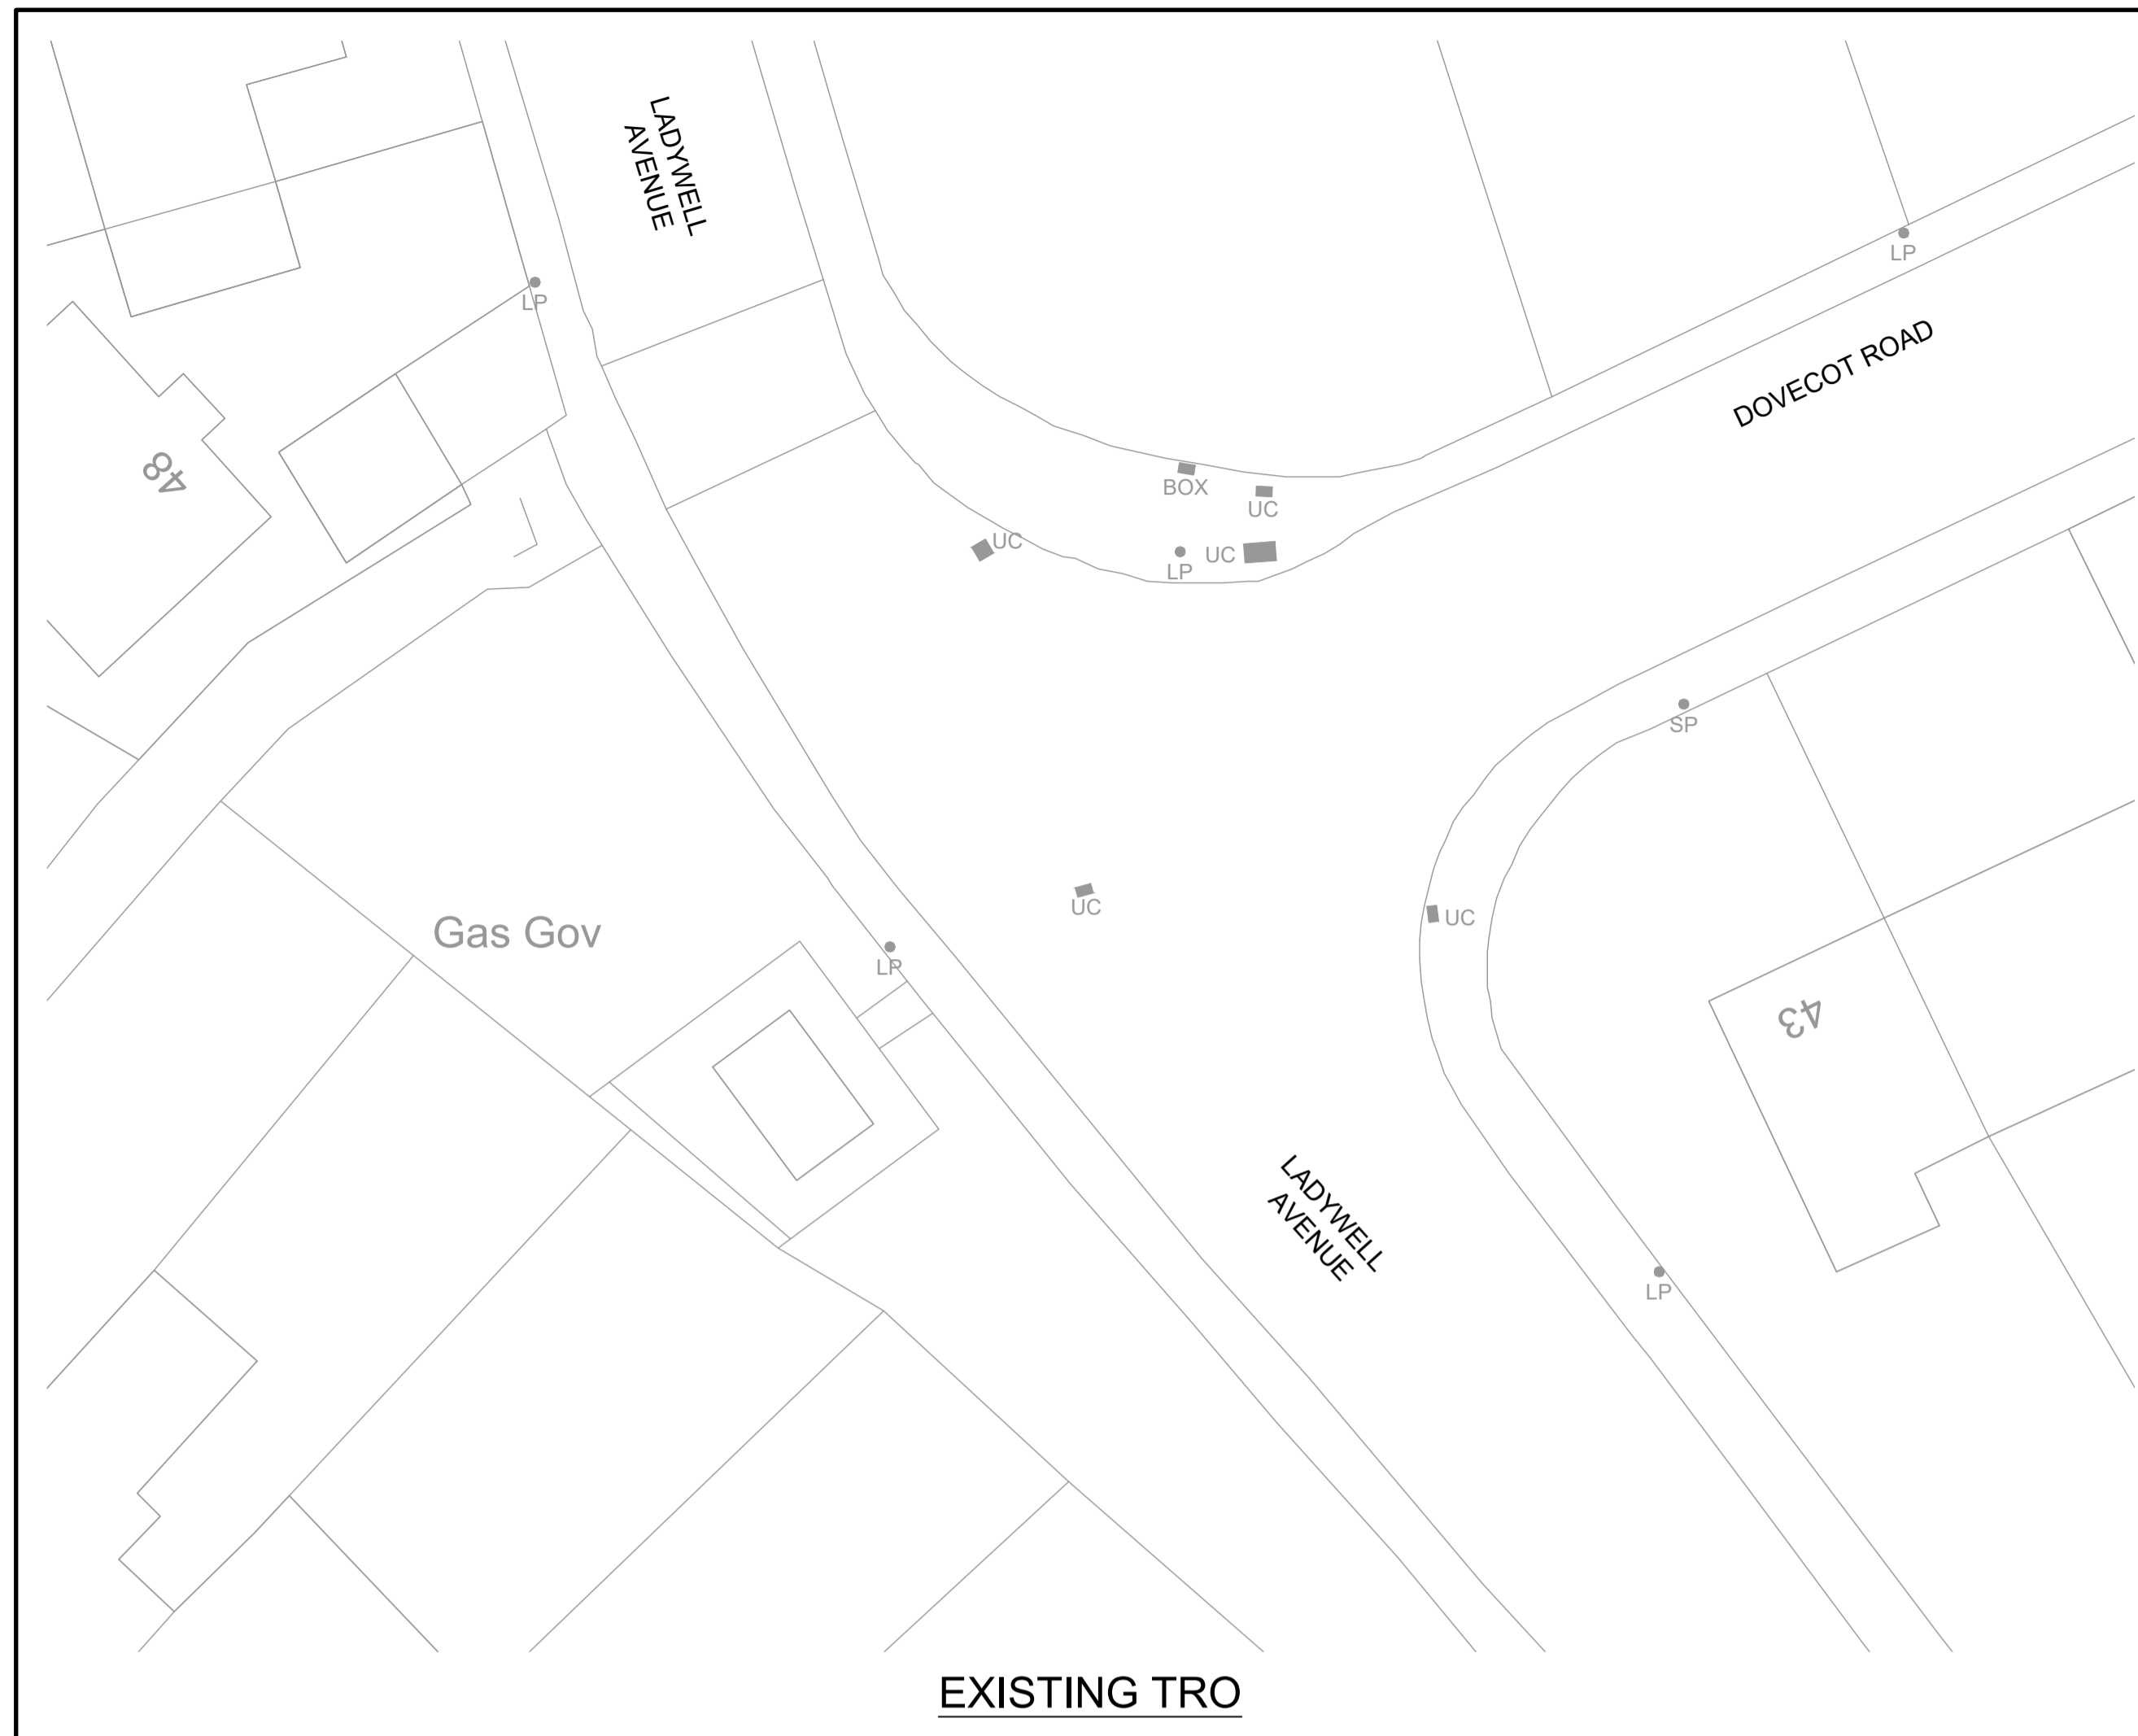 LADYWELL
AVENUE
LP
LP
DOVECOT ROAD
48
BOX
UC
UC
UC
LP
SP
UC
UC
Gas Gov
LP
43
LADYWELL
AVENUE
LP
EXISTING TRO